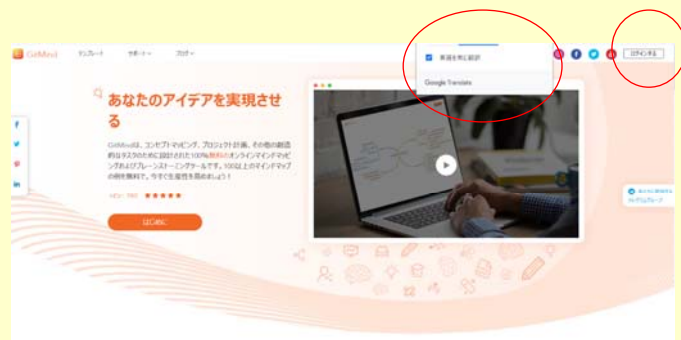 GitMind テンプレート サポート ブログ
英語を常に翻訳
Google Translate
ログインする
あなたのアイデアを実現させ
る
GitMindは、コンセプトマッピング、プロジェクト計画、その他の創造
的なタスクのために設計された100%無料のオンラインマインドマッピ
ングおよびブレーンストーミングツールです。100以上のマインドマップ
の例を無料で。今すぐ生産性を高めましょう！
はじめに